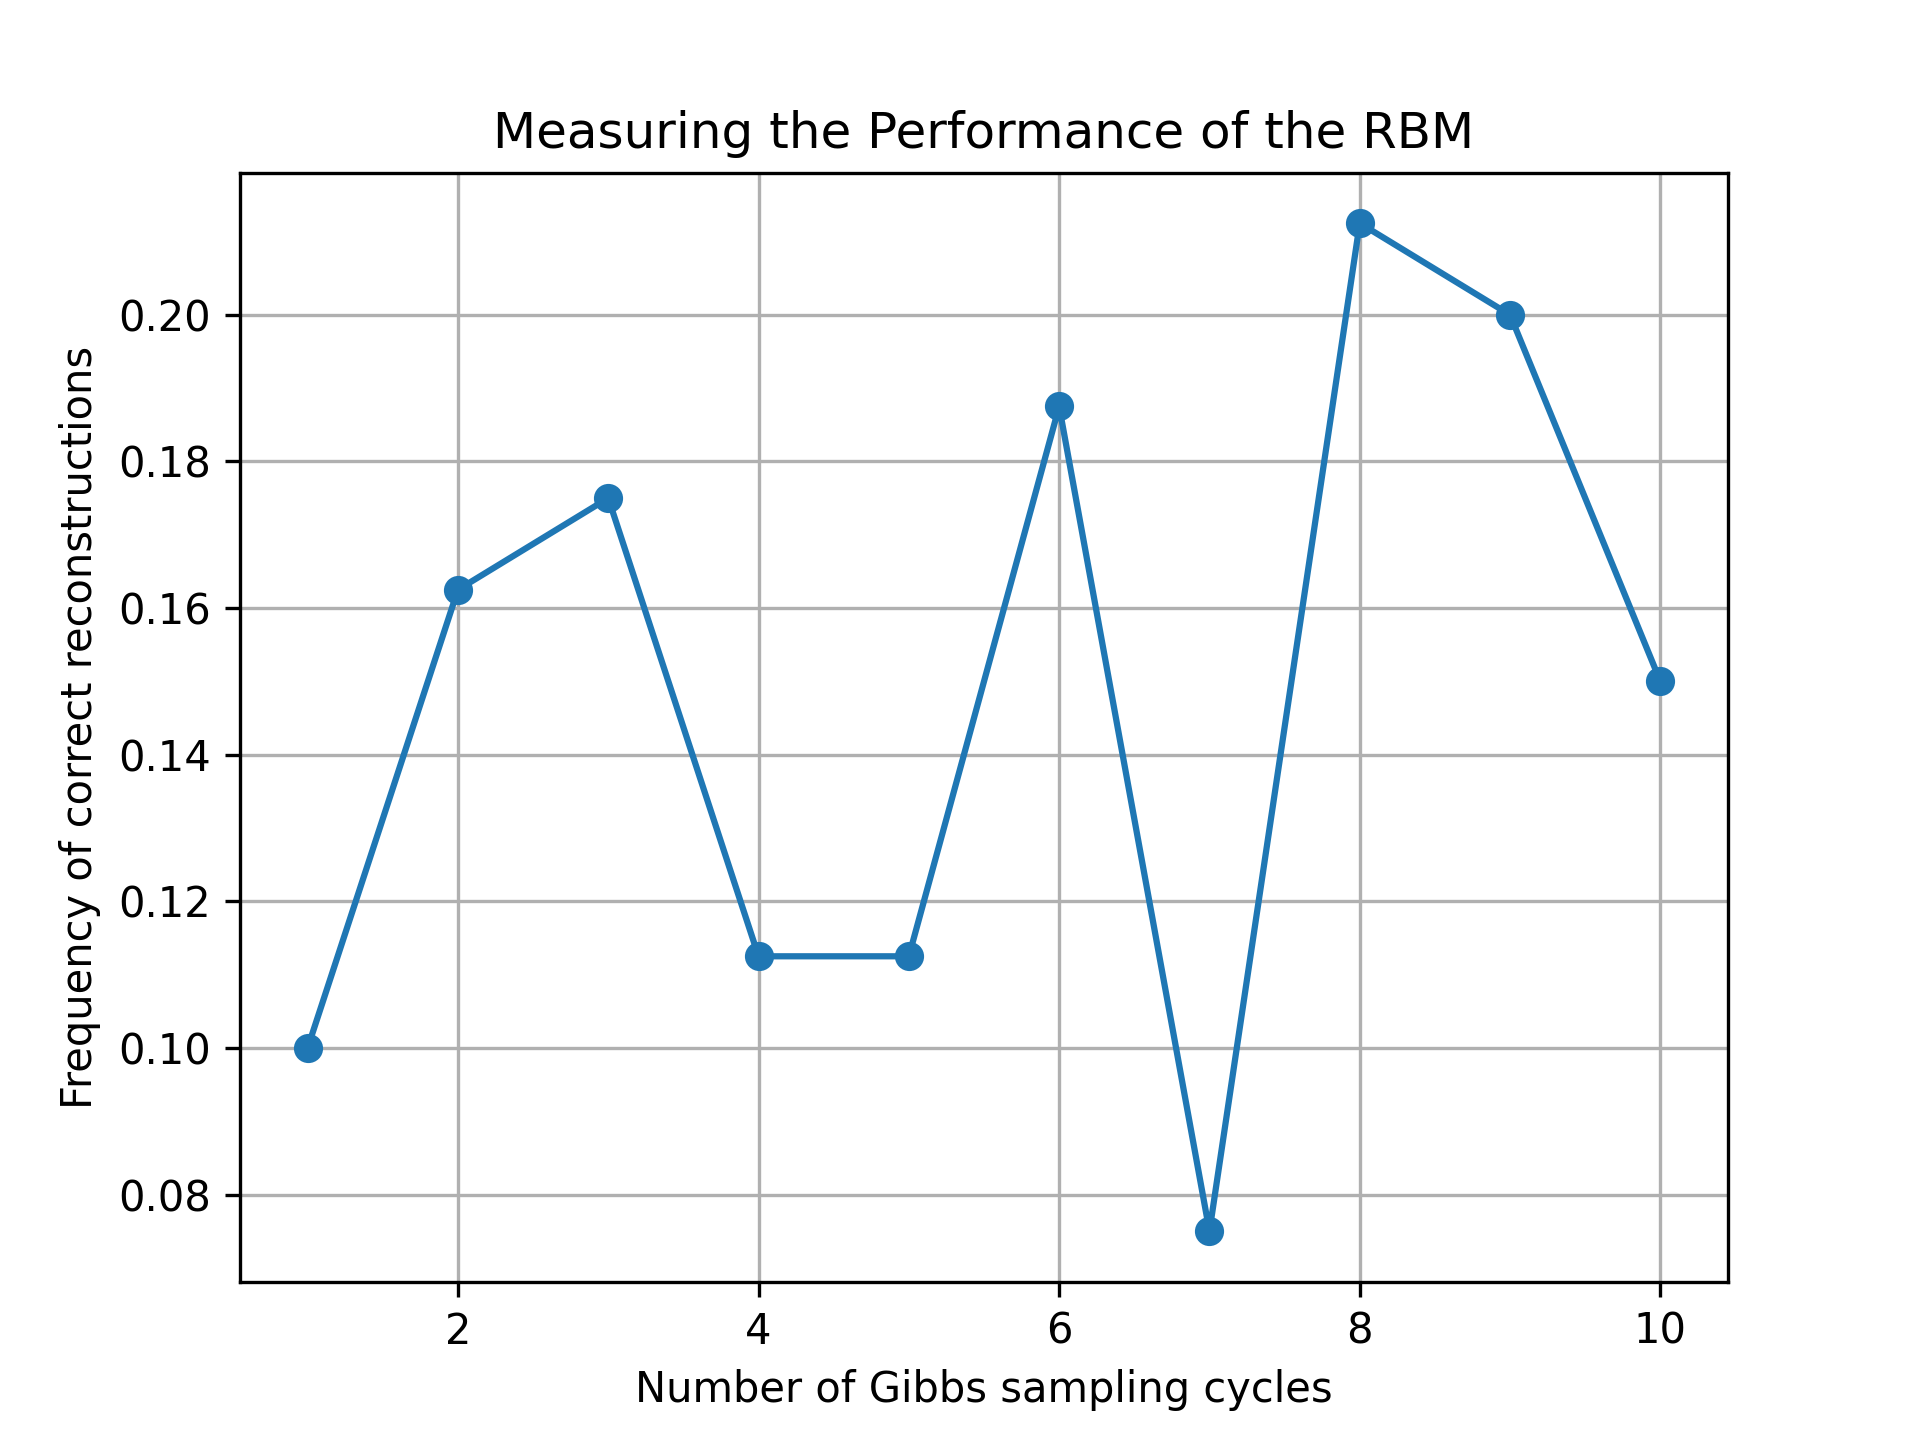 Measuring the Performance of the RBM
Frequency of correct reconstructions
0.20
0.18
0.16
0.14
0.12
0.10
0.08
2 4 6 8 10
Number of Gibbs sampling cycles